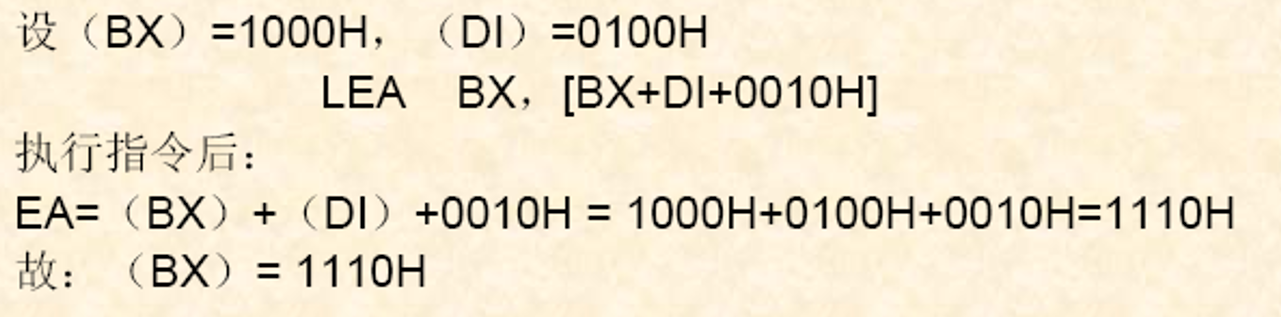 设（BX）=1000H，（DI）=0100H
LEA BX，[BX+DI+0010H]
执行指令后：
EA=（BX）+（DI）+0010H = 1000H+0100H+0010H=1110H
故：（BX）= 1110H